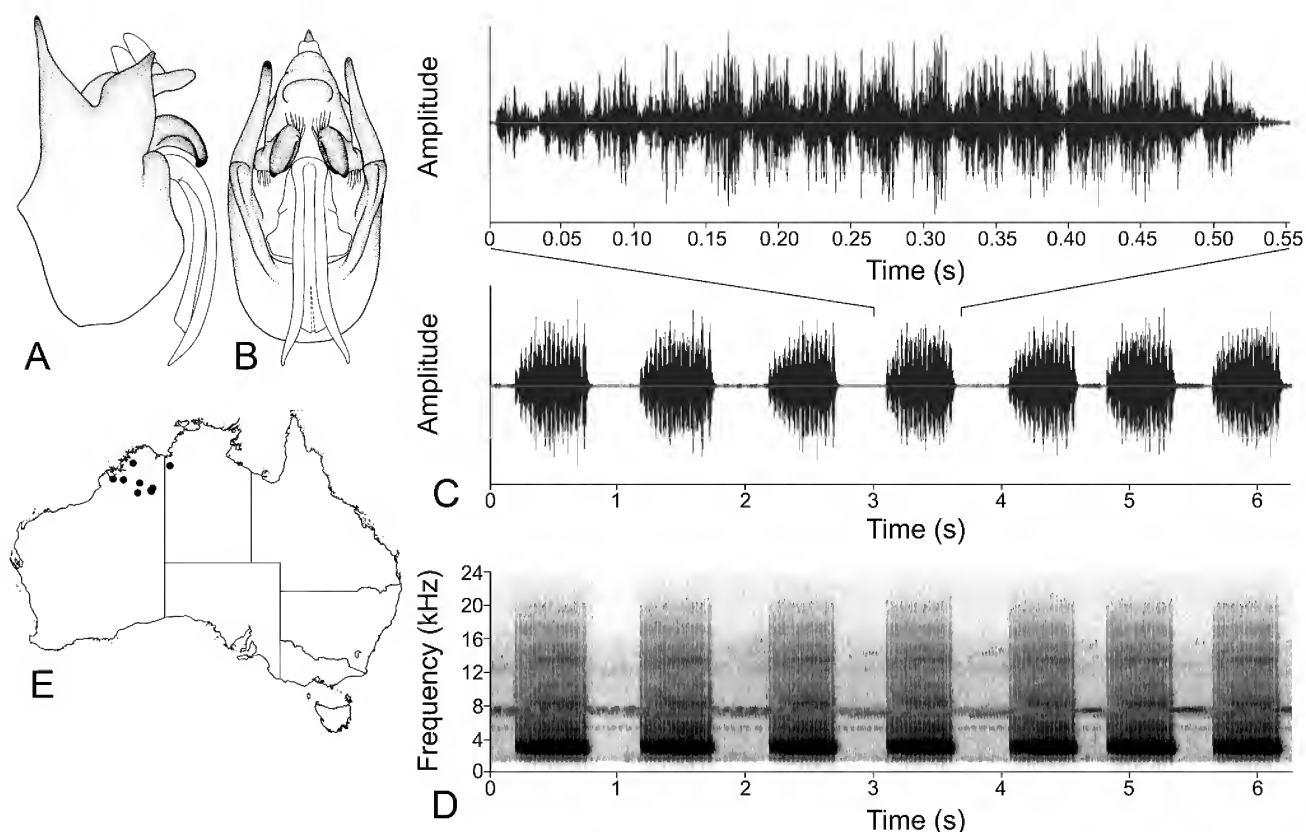 A
B
Amplitude
0 0.05 0.10 0.15 0.20 0.25 0.30 0.35 0.40 0.45 0.50 0.55
Time (s)
Amplitude
C
0 1 2 3 4 5 6
Time (s)
E
Frequency (kHz)
24
20
16
12
8
4
0
0 1 2 3 4 5 6
D
Time (s)